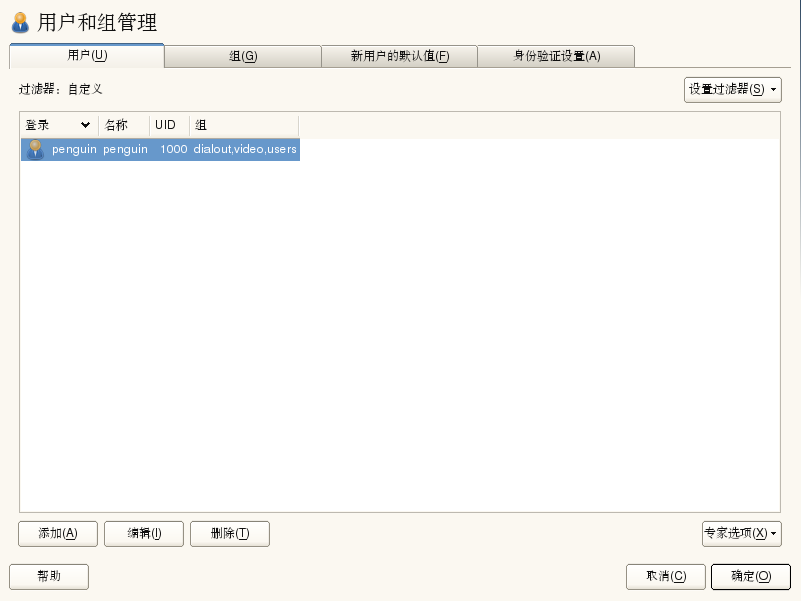 用户和组管理
用户(U) 组(G) 新用户的默认值(F) 身份验证设置(A)
过滤器：自定义 设置过滤器(S)
登录 名称 UID 组
penguin penguin 1000 dialout,video,users
添加(A) 编辑(I) 删除(T) 专家选项(X)
帮助 取消(C) 确定(O)